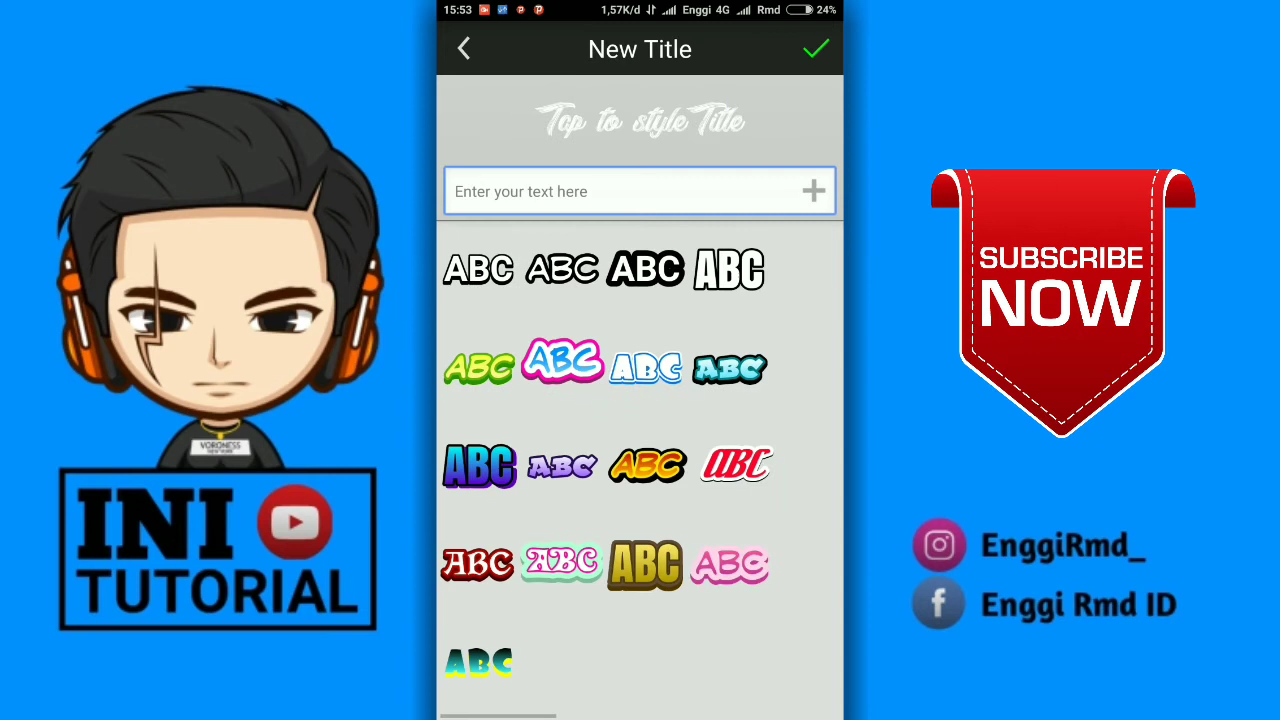 15:53 1,57K/d Enggi 4G Rmd 24%
New Title
Tap to style Title
Enter your text here
ABC ABC ABC ABC
ABC ABC ABC ABC
ABC ABC ABC ABC
ABC ABC ABC ABC
ABC
VORONESS
NEW YORK
INI
TUTORIAL
SUBSCRIBE
NOW
EnggiRmd_
Enggi Rmd ID